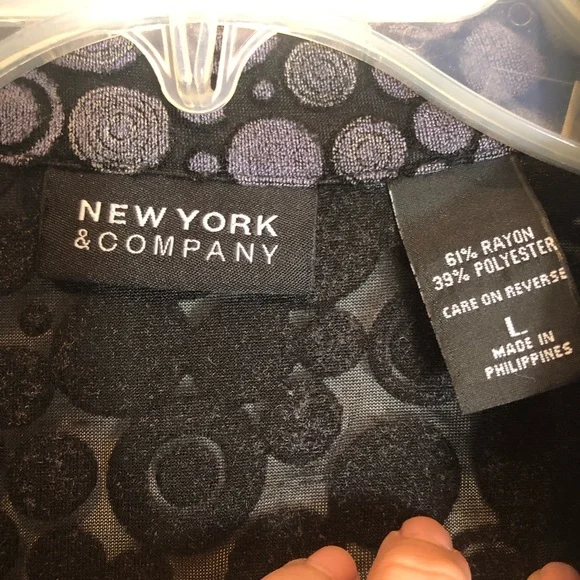 NEW YORK
& COMPANY
61% RAYON
39% POLYESTER
CARE ON REVERSE
L
MADE IN
PHILIPPINES